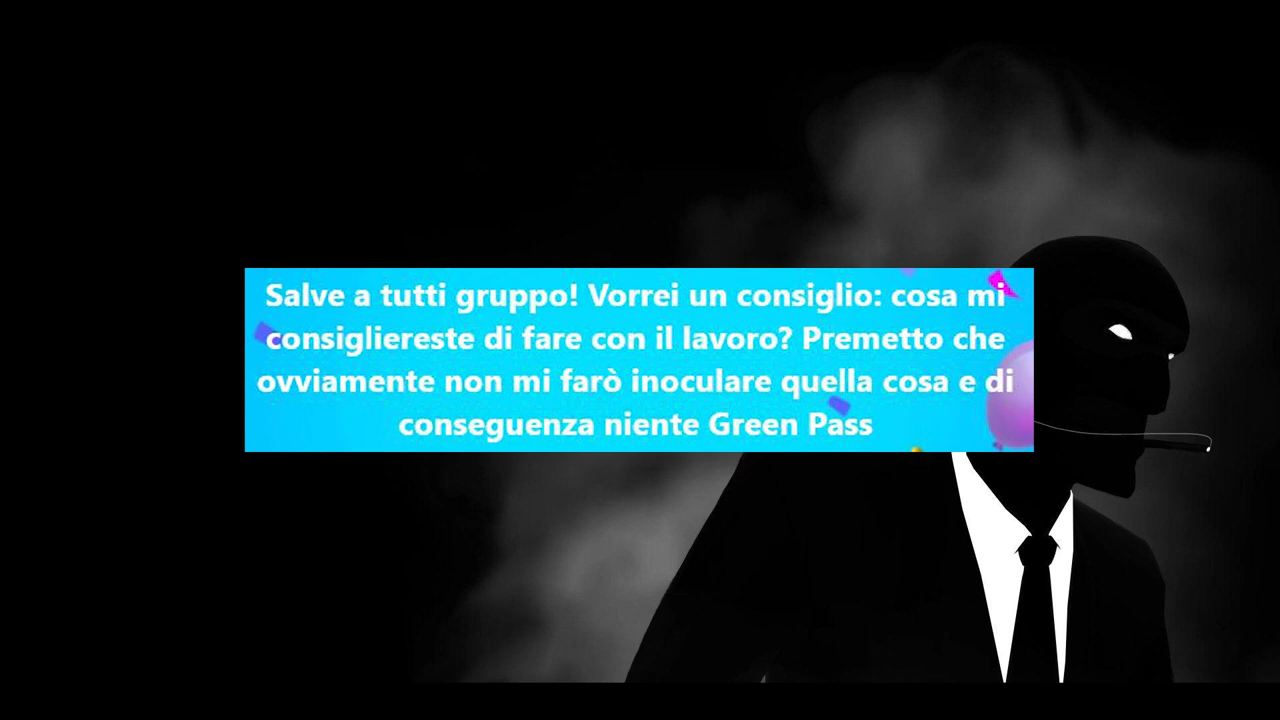 Salve a tutti gruppo! Vorrei un consiglio: cosa mi
consigliereste di fare con il lavoro? Premetto che
ovviamente non mi farò inoculare quella cosa e di
conseguenza niente Green Pass